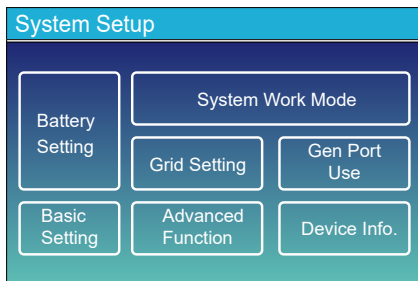 System Setup
Battery
Setting
System Work Mode
Grid Setting
Gen Port
Use
Basic
Setting
Advanced
Function
Device Info.